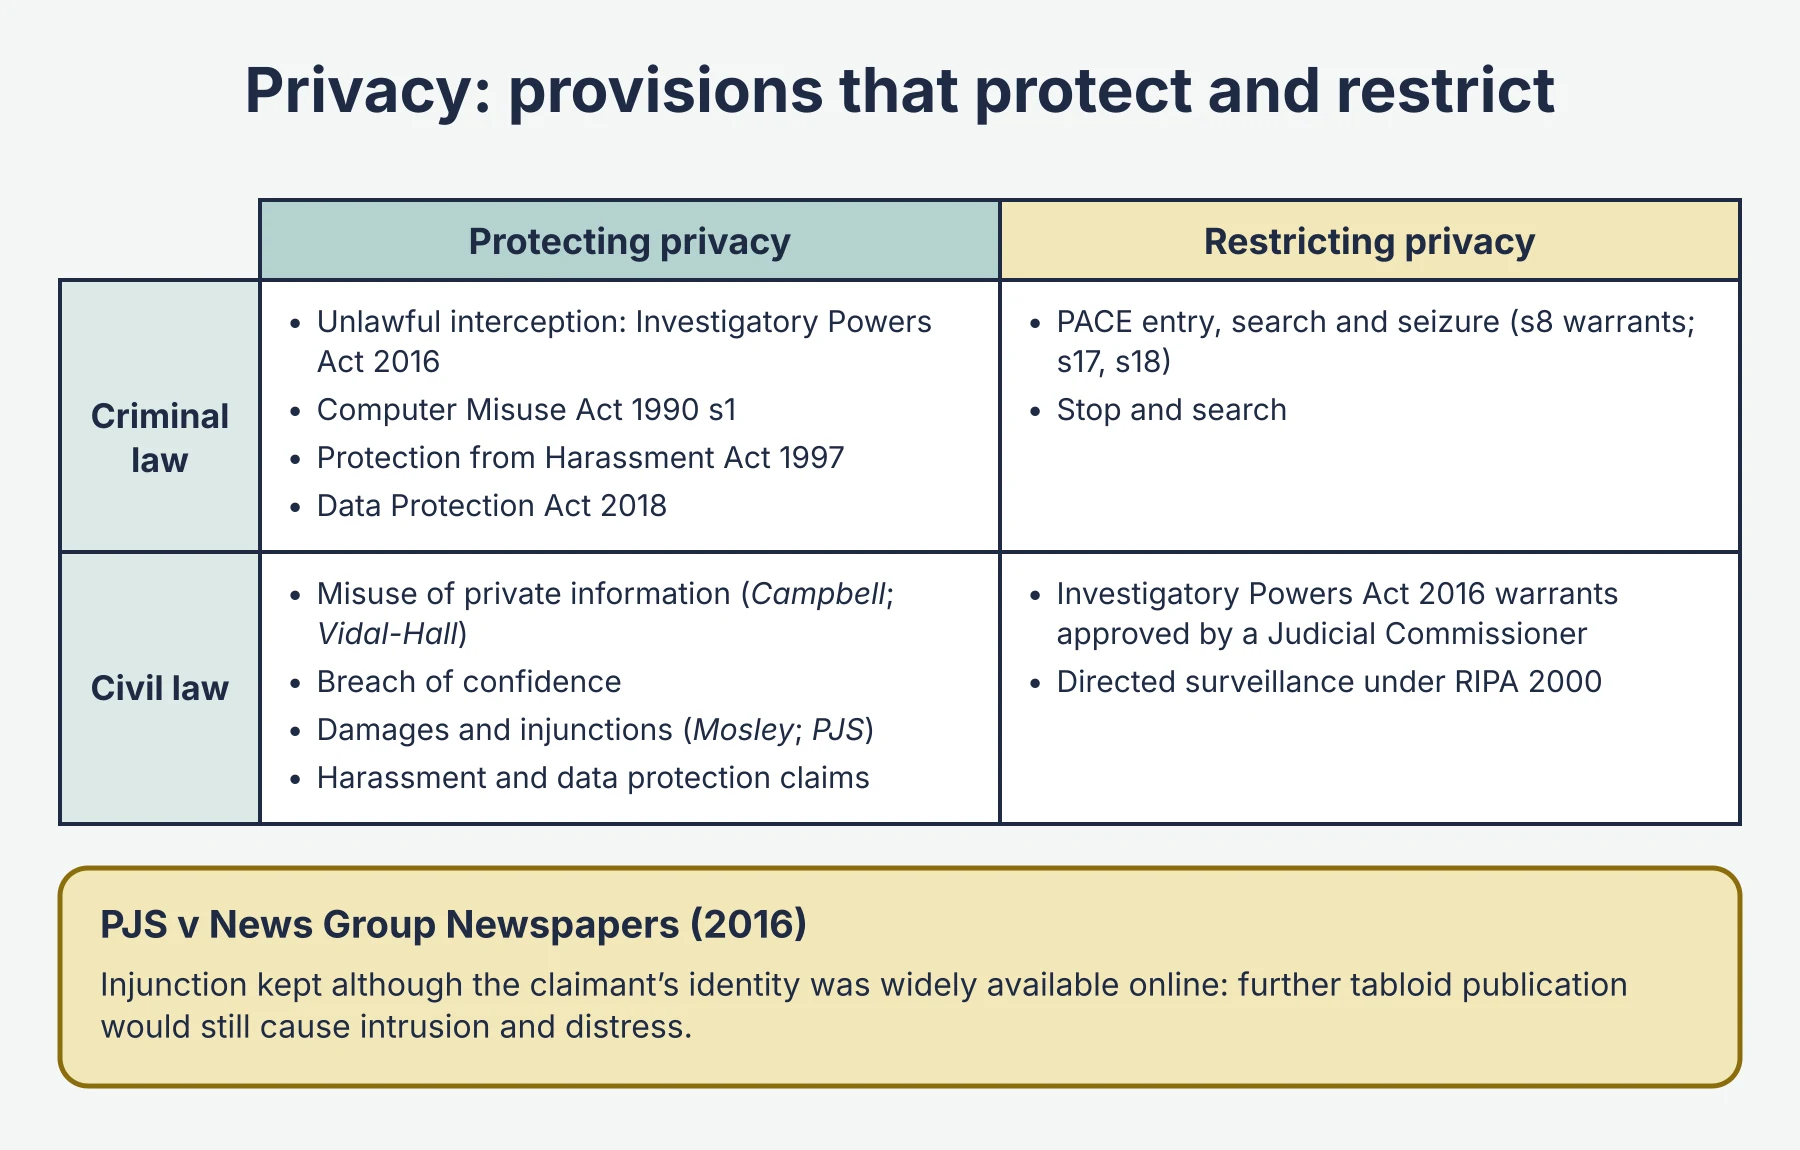 Privacy: provisions that protect and restrict
Protecting privacy
Restricting privacy
Criminal
law
• Unlawful interception: Investigatory Powers
Act 2016
• Computer Misuse Act 1990 s1
• Protection from Harassment Act 1997
• Data Protection Act 2018
• PACE entry, search and seizure (s8 warrants;
s17, s18)
• Stop and search
Civil law
• Misuse of private information (Campbell;
Vidal-Hall)
• Breach of confidence
• Damages and injunctions (Mosley; PJS)
• Harassment and data protection claims
• Investigatory Powers Act 2016 warrants
approved by a Judicial Commissioner
• Directed surveillance under RIPA 2000
PJS v News Group Newspapers (2016)
Injunction kept although the claimant’s identity was widely available online: further tabloid publication
would still cause intrusion and distress.